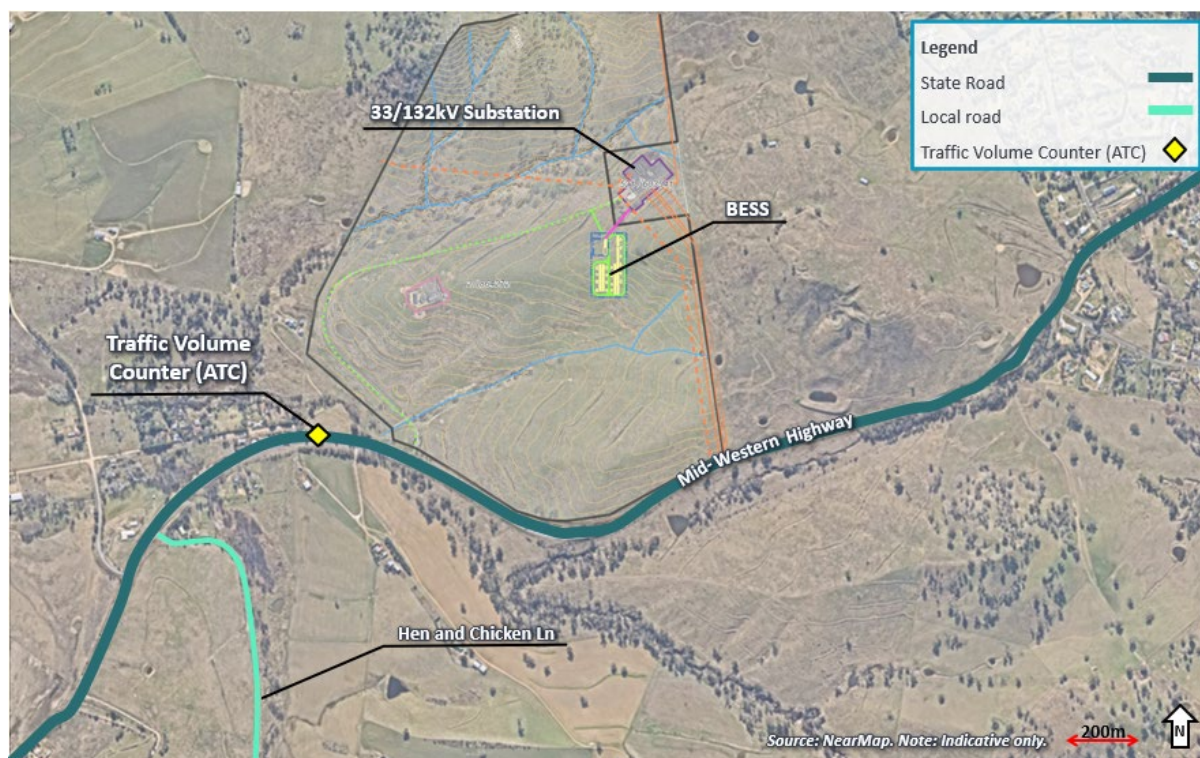 Legend
State Road
Local road
Traffic Volume Counter (ATC)
33/132kV Substation
BESS
Traffic Volume
Counter (ATC)
Mid-Western Highway
Hen and Chicken Ln
200m
N
Source: NearMap. Note: Indicative only.